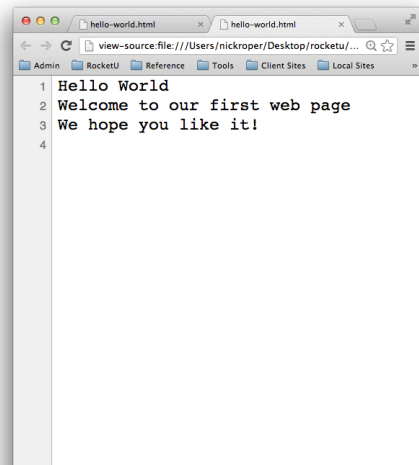 hello-world.html × hello-world.html ×
view-source:file:///Users/nickroper/Desktop/rocketu/...
Admin RocketU Reference Tools Client Sites Local Sites »
1 Hello World
2 Welcome to our first web page
3 We hope you like it!
4